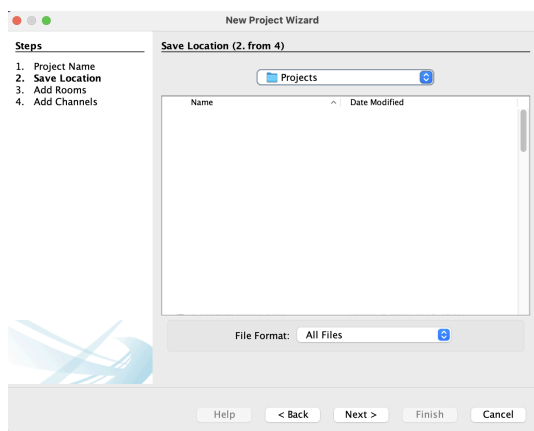 New Project Wizard
Steps
1. Project Name
2. Save Location
3. Add Rooms
4. Add Channels
Save Location (2. from 4)
Projects
Name Date Modified
File Format: All Files
Help < Back Next > Finish Cancel